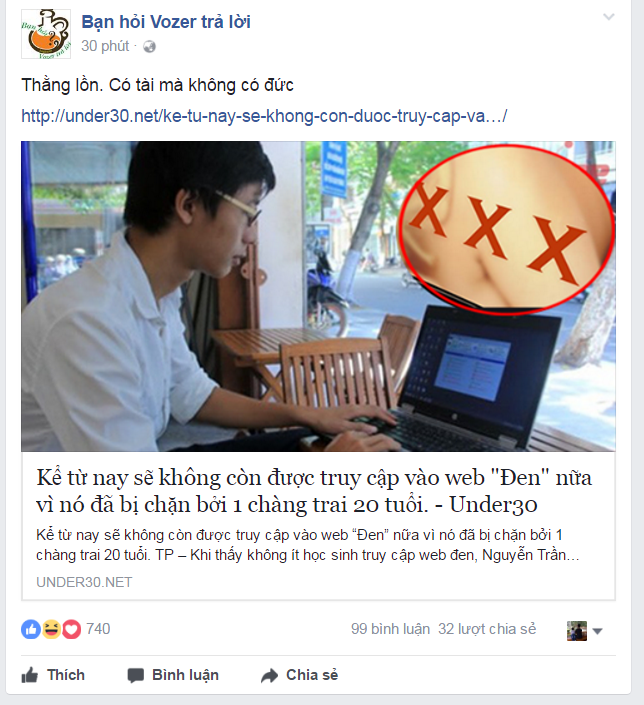 Bạn hỏi Vozer trả lời
30 phút ·
Thằng lồn. Có tài mà không có đức
http://under30.net/ke-tu-nay-se-khong-con-duoc-truy-cap-va…/
XXX
Kể từ nay sẽ không còn được truy cập vào web "Đen" nữa
vì nó đã bị chặn bởi 1 chàng trai 20 tuổi. - Under30
Kể từ nay sẽ không còn được truy cập vào web “Đen” nữa vì nó đã bị chặn bởi 1
chàng trai 20 tuổi. TP – Khi thấy không ít học sinh truy cập web đen, Nguyễn Trần…
UNDER30.NET
740
99 bình luận 32 lượt chia sẻ
Thích Bình luận Chia sẻ